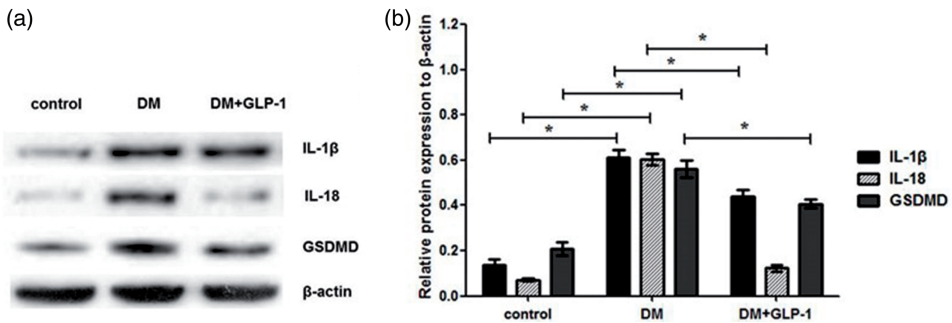 (a)
control DM DM+GLP-1
IL-1β
IL-18
GSDMD
β-actin
(b)
Relative protein expression to β-actin
1.2
1.0
0.8
0.6
0.4
0.2
0.0
*
*
*
*
*
*
control DM DM+GLP-1
IL-1β
IL-18
GSDMD